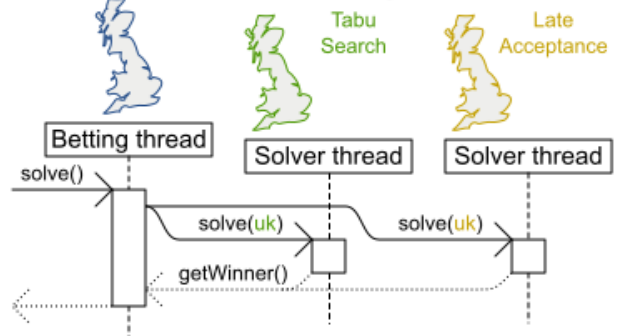 Tabu
Search
Late
Acceptance
Betting thread
Solver thread
Solver thread
solve()
solve(uk)
solve(uk)
getWinner()